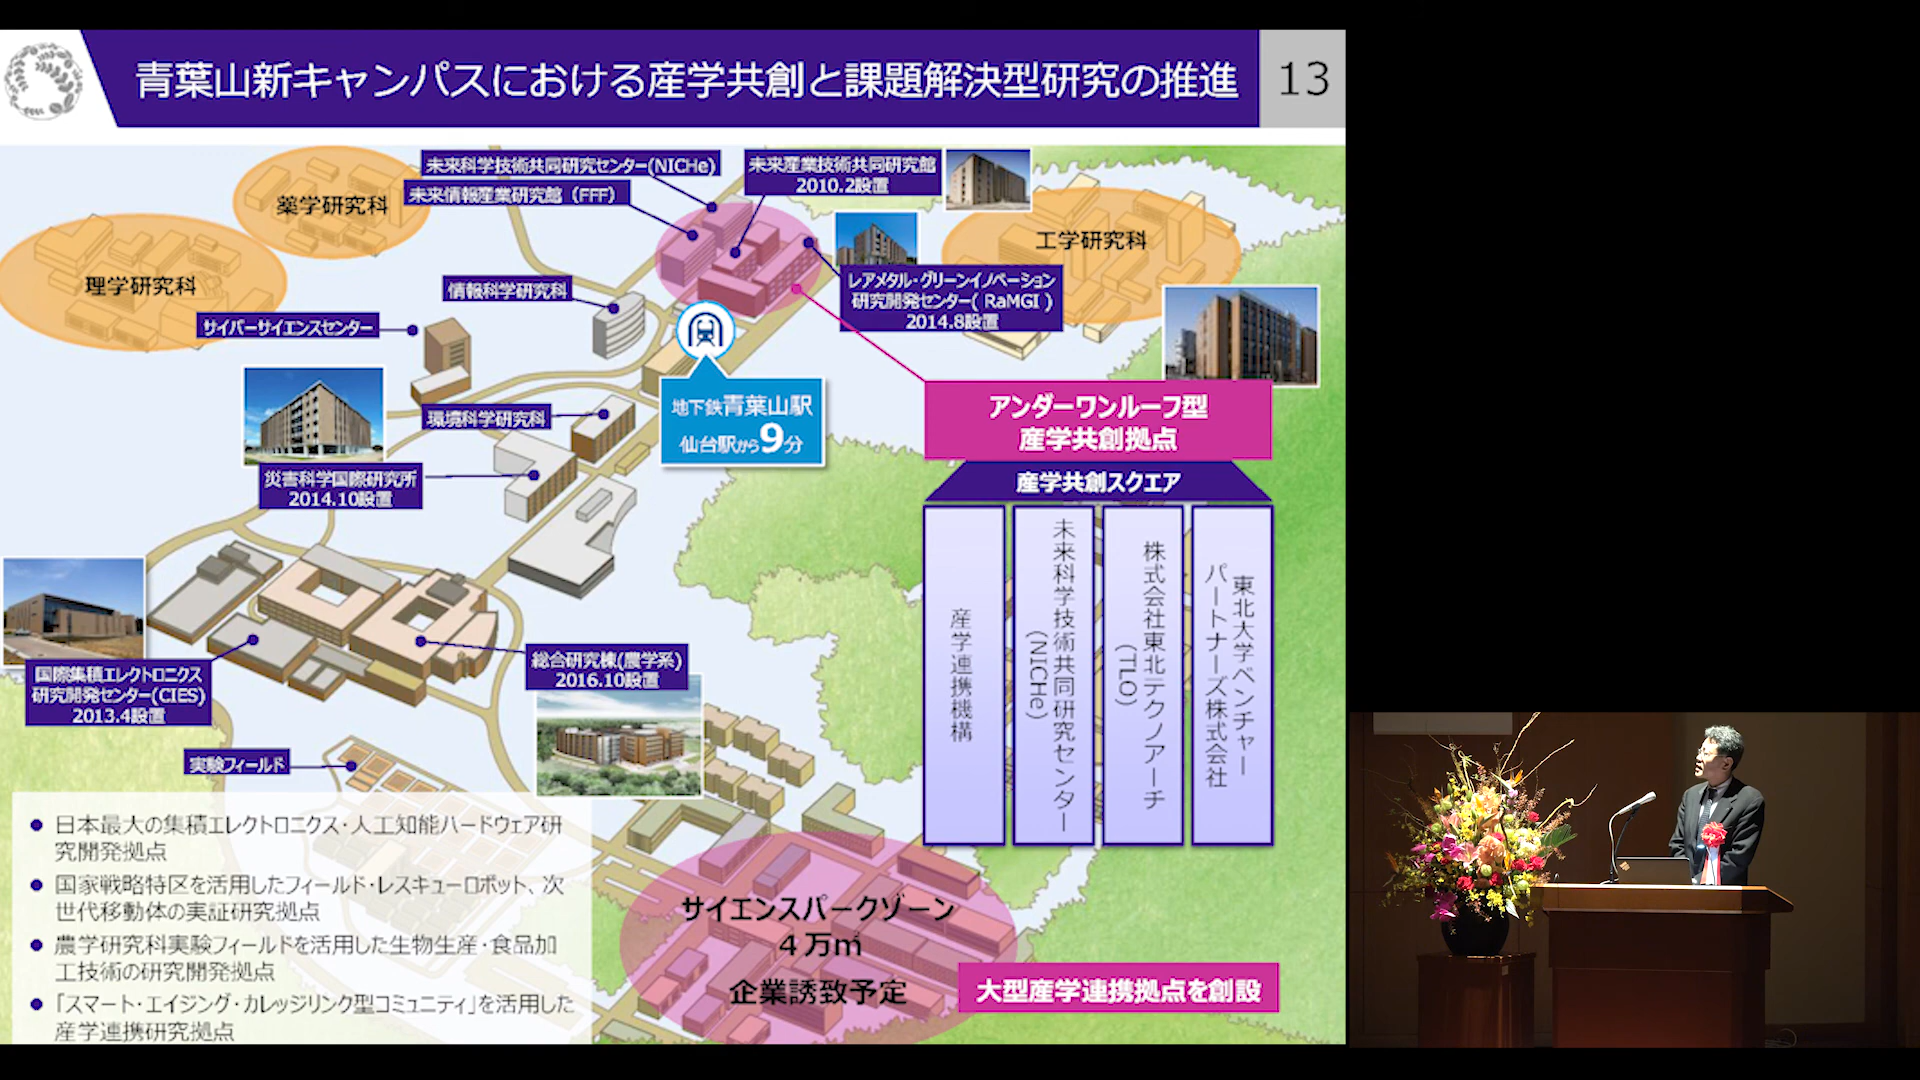 青葉山新キャンパスにおける産学共創と課題解決型研究の推進
13
未来科学技術共同研究センター(NICHe)
未来情報産業研究館（FFF）
未来産業技術共同研究館
2010.2設置
薬学研究科
理学研究科
工学研究科
情報科学研究科
サイバーサイエンスセンター
レアメタル・グリーンイノベーション
研究開発センター( RaMGI )
2014.8設置
環境科学研究科
地下鉄青葉山駅
仙台駅から9分
災害科学国際研究所
2014.10設置
アンダーワンルーフ型
産学共創拠点
産学共創スクエア
産学連携機構
未来科学技術共同研究センター
(NICHe)
株式会社東北テクノアーチ
(TLO)
東北大学ベンチャー
パートナーズ株式会社
国際集積エレクトロニクス
研究開発センター(CIES)
2013.4設置
総合研究棟(農学系)
2016.10設置
実験フィールド
● 日本最大の集積エレクトロニクス・人工知能ハードウェア研
究開発拠点
● 国家戦略特区を活用したフィールド・レスキューロボット、次
世代移動体の実証研究拠点
● 農学研究科実験フィールドを活用した生物生産・食品加
工技術の研究開発拠点
● 「スマート・エイジング・カレッジリンク型コミュニティ」を活用した
産学連携研究拠点
サイエンスパークゾーン
４万㎡
企業誘致予定
大型産学連携拠点を創設